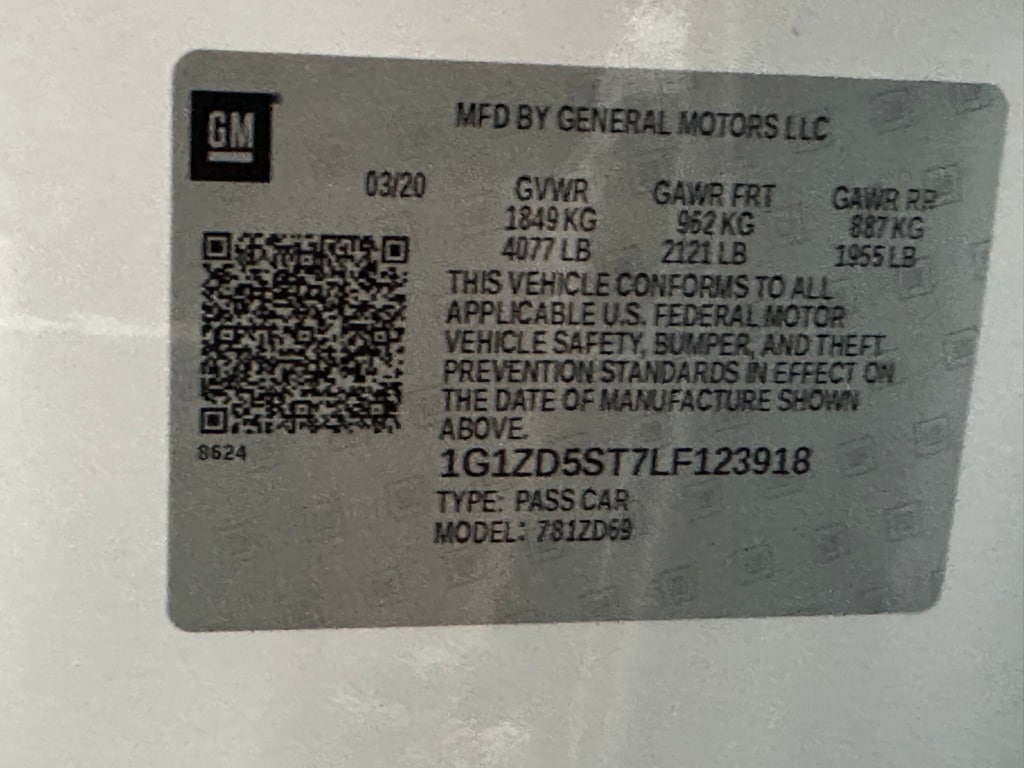 GM
MFD BY GENERAL MOTORS LLC
03/20 GVWR GAWR FRT GAWR RR
1849 KG 962 KG 887 KG
4077 LB 2121 LB 1955 LB
THIS VEHICLE CONFORMS TO ALL
APPLICABLE U.S. FEDERAL MOTOR
VEHICLE SAFETY, BUMPER, AND THEFT
PREVENTION STANDARDS IN EFFECT ON
THE DATE OF MANUFACTURE SHOWN
ABOVE.
8624
1G1ZD5ST7LF123918
TYPE: PASS CAR
MODEL: 781ZD69